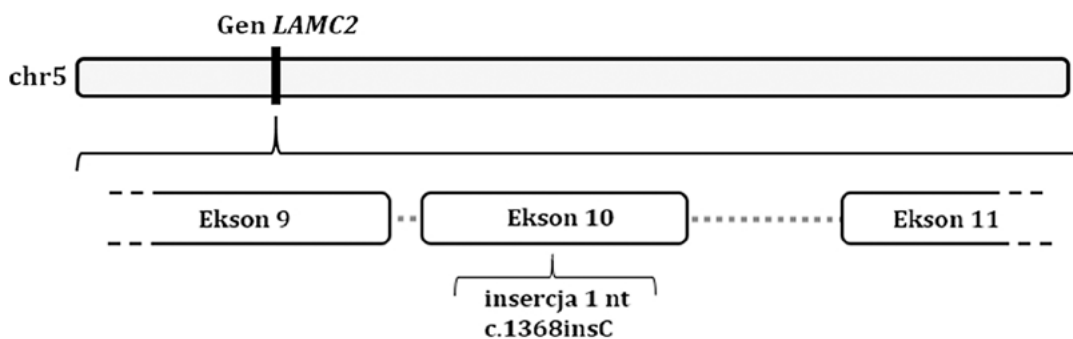 Gen LAMC2
chr5
Ekson 9
Ekson 10
Ekson 11
insercja 1 nt
c.1368insC